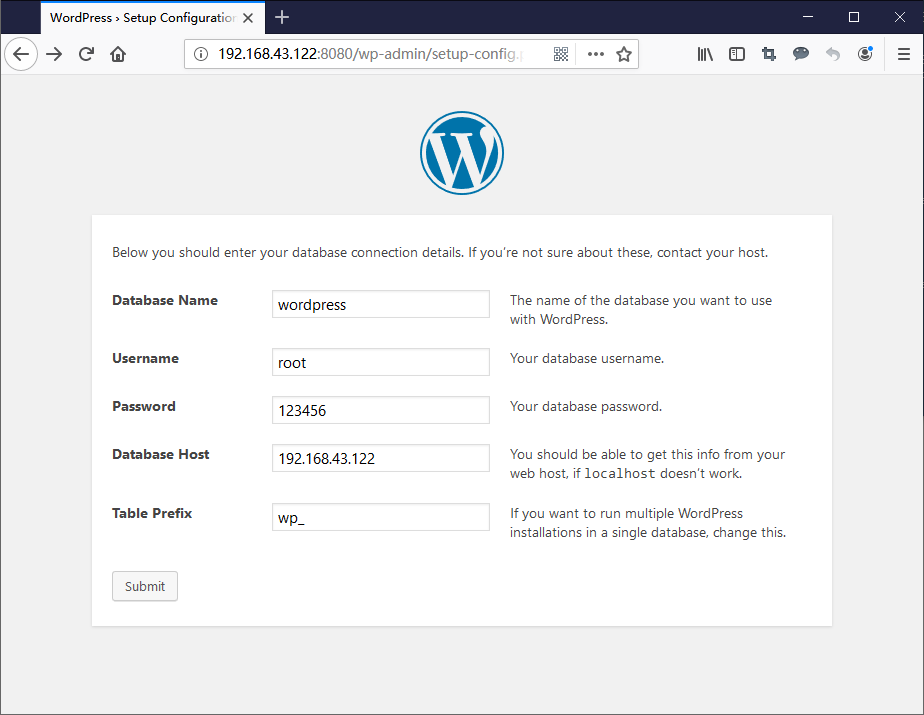 WordPress › Setup Configuration
192.168.43.122:8080/wp-admin/setup-config.p
Below you should enter your database connection details. If you’re not sure about these, contact your host.
Database Name
wordpress
The name of the database you want to use
with WordPress.
Username
root
Your database username.
Password
123456
Your database password.
Database Host
192.168.43.122
You should be able to get this info from your
web host, if localhost doesn’t work.
Table Prefix
wp_
If you want to run multiple WordPress
installations in a single database, change this.
Submit